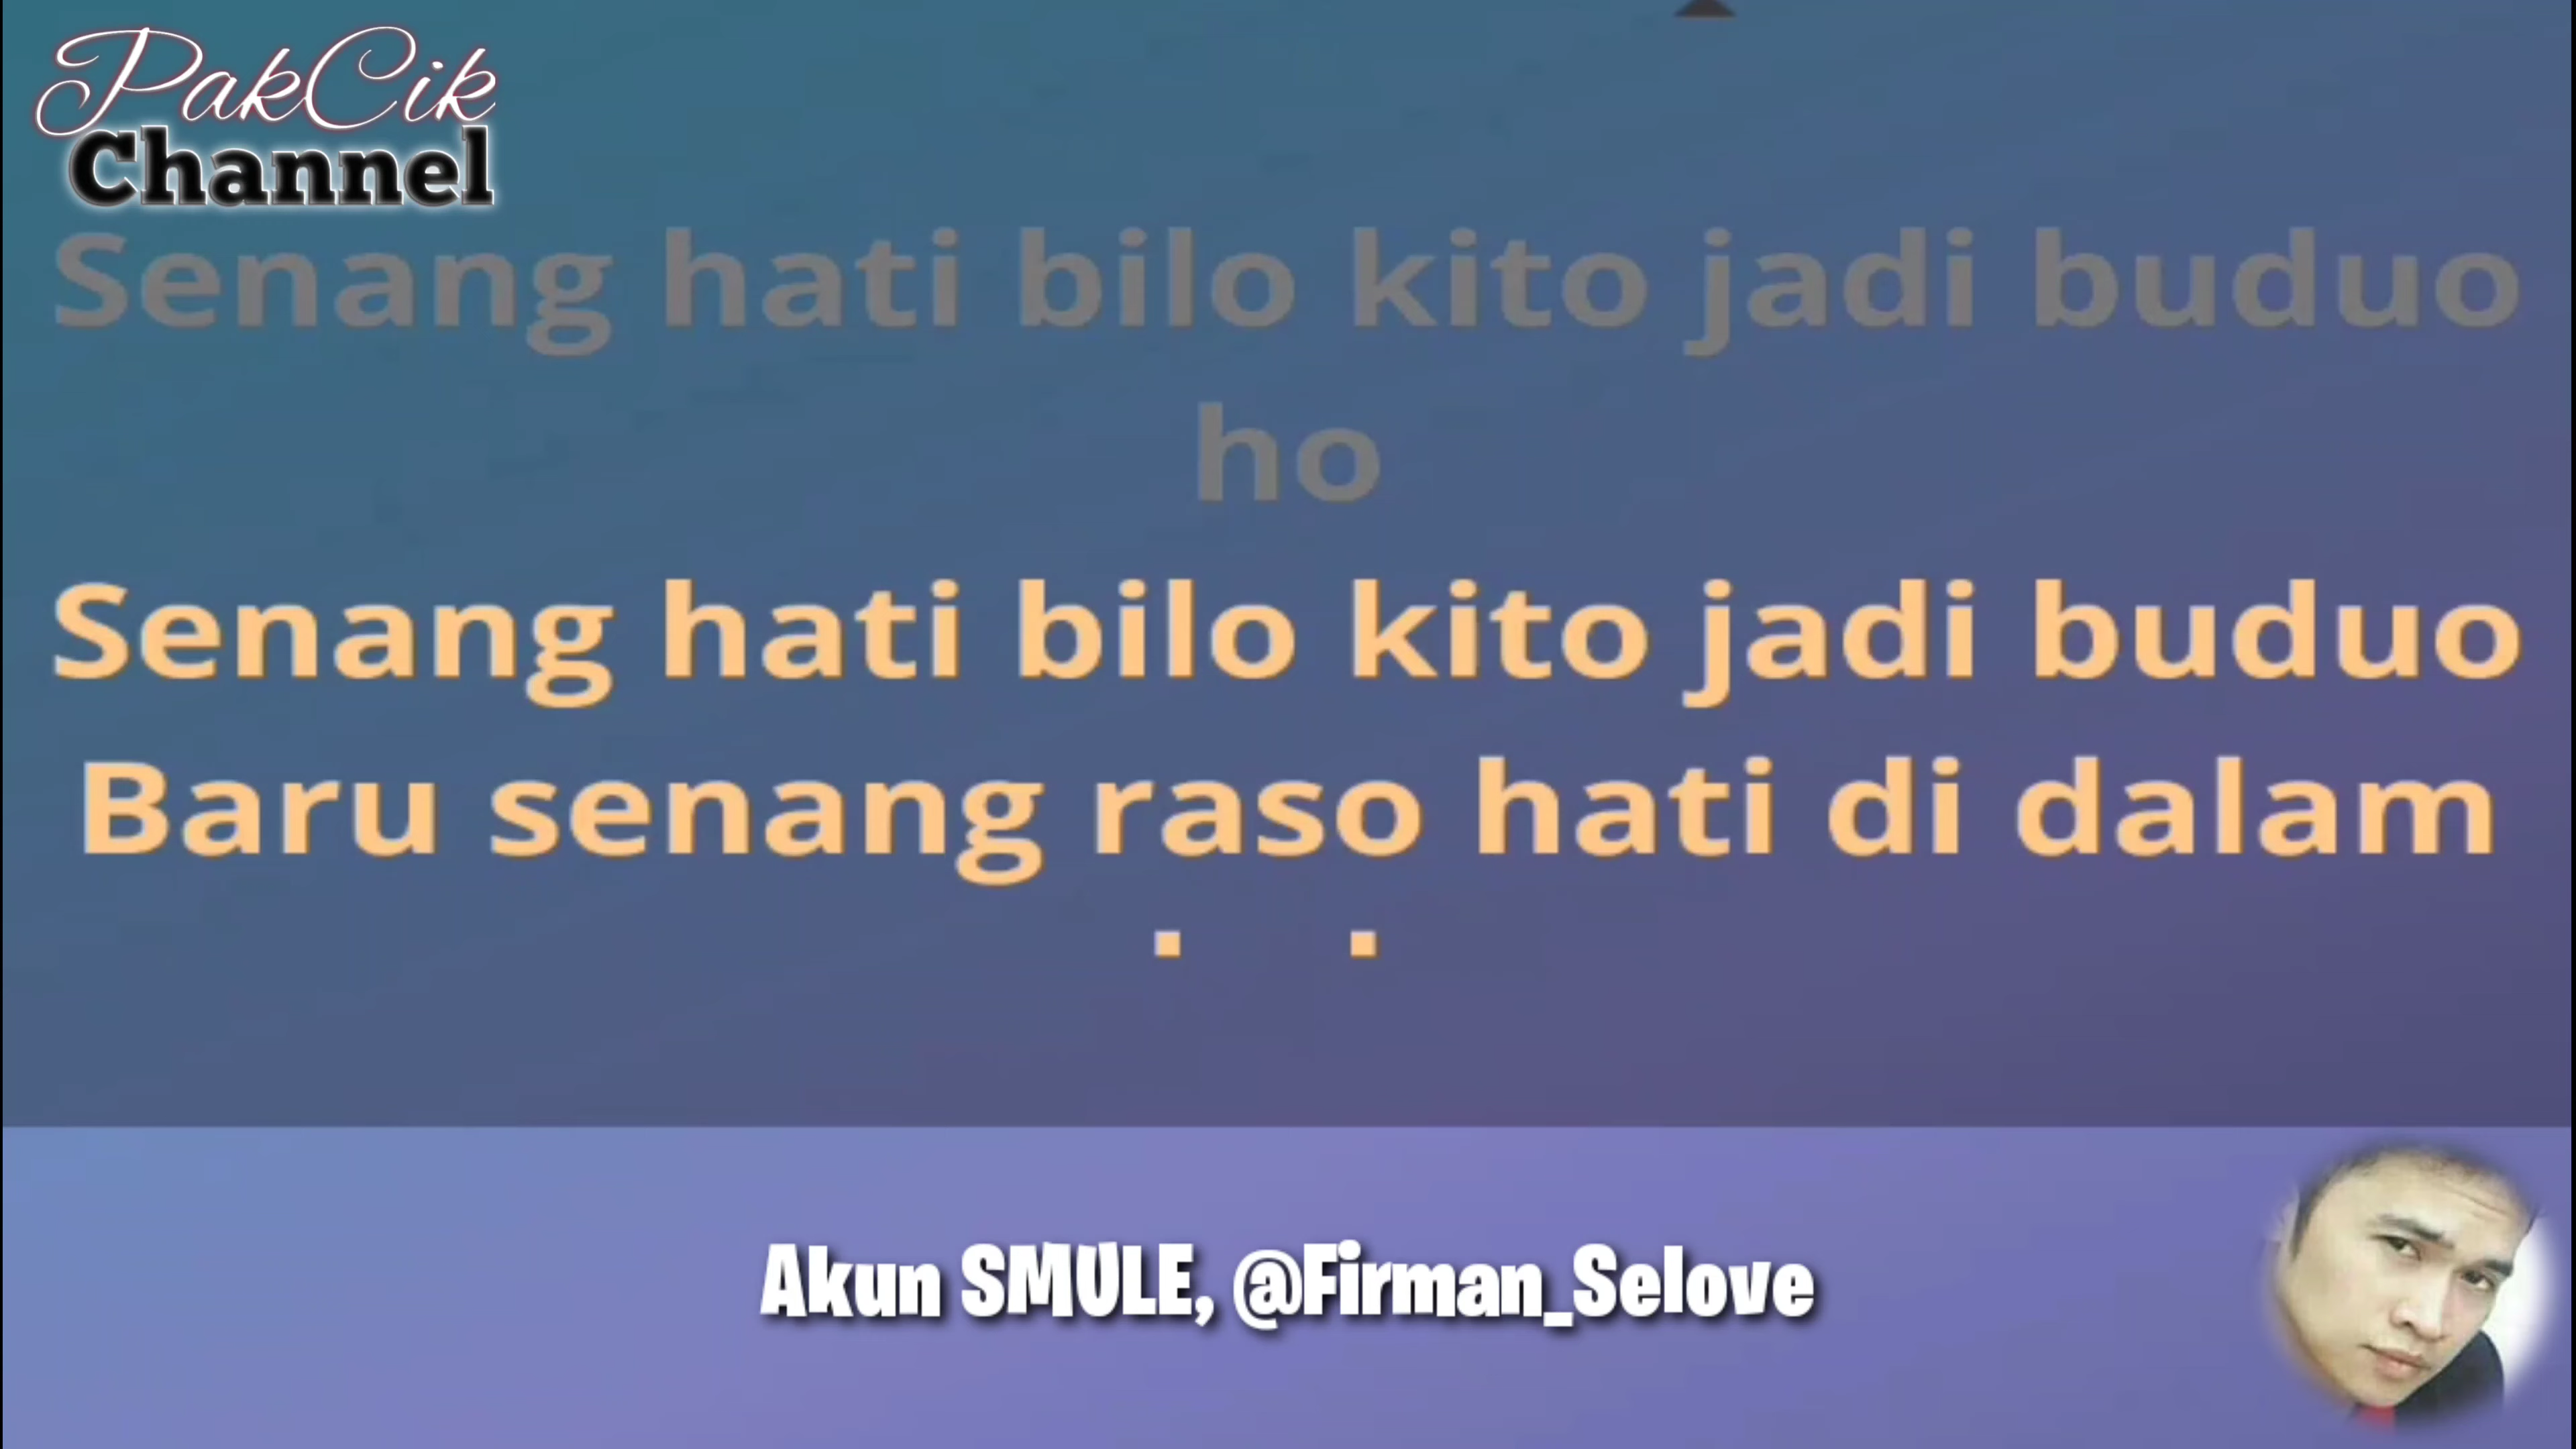 PakCik
Channel
Senang hati bilo kito jadi buduo
ho
Senang hati bilo kito jadi buduo
Baru senang raso hati di dalam
Akun SMULE, @Firman_Selove